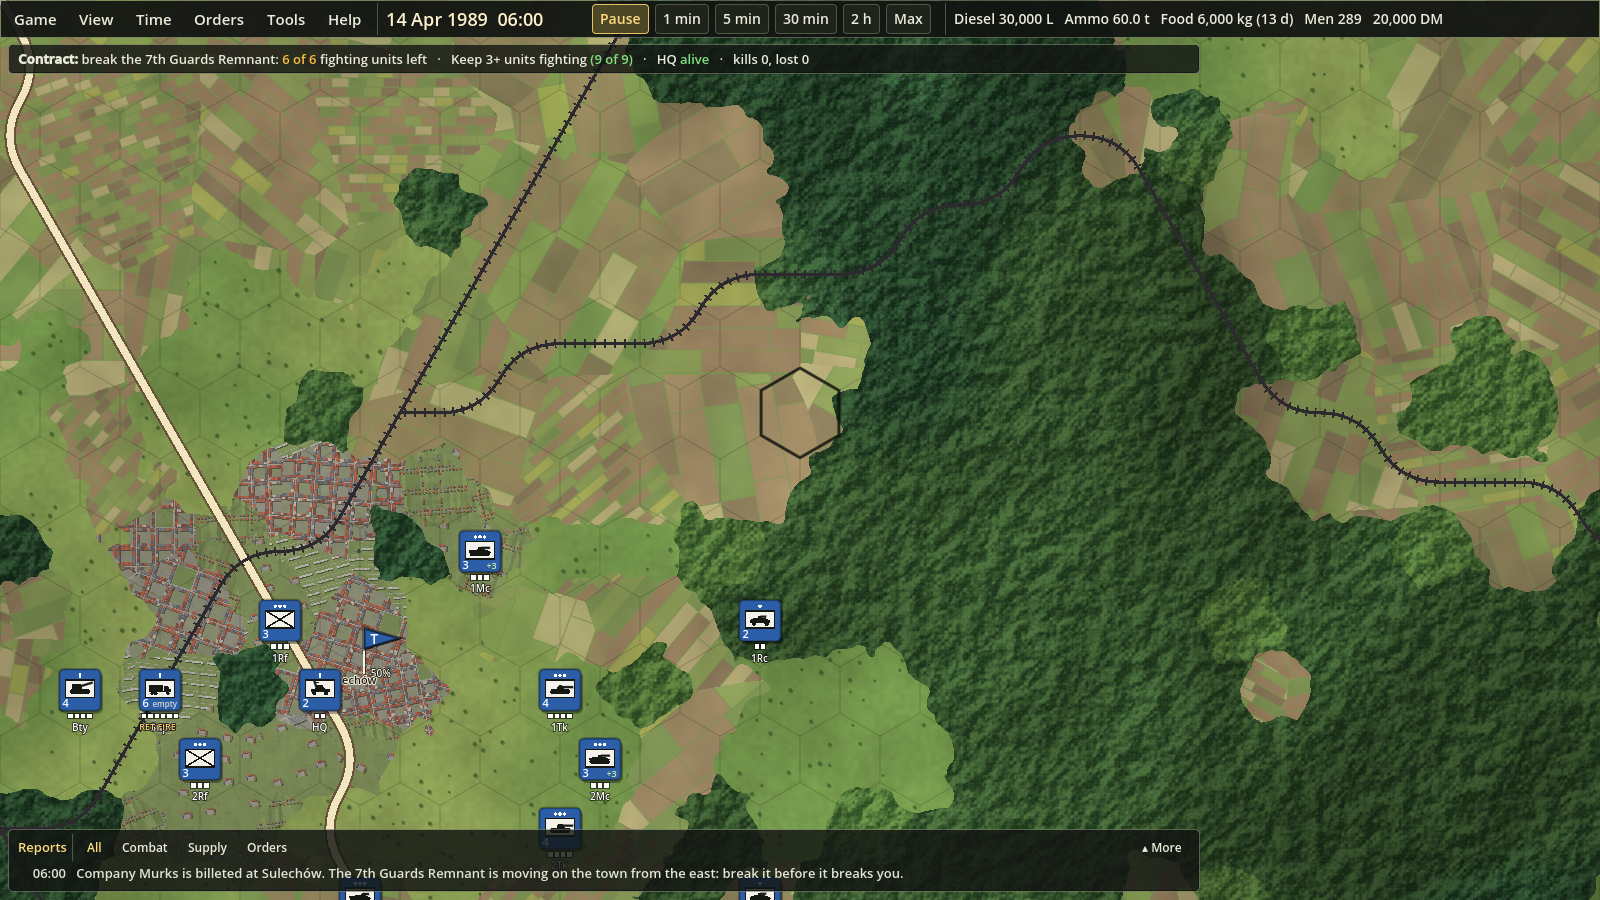 Game View Time Orders Tools Help 14 Apr 1989 06:00 Pause 1 min 5 min 30 min 2 h Max Diesel 30,000 L Ammo 60.0 t Food 6,000 kg (13 d) Men 289 20,000 DM
Contract: break the 7th Guards Remnant: 6 of 6 fighting units left · Keep 3+ units fighting (9 of 9) · HQ alive · kills 0, lost 0
3 +3
1Mc
3
1Rf
2
1Rc
T
50%
echów
4
Bty
6 empty
2
HQ
4
1Tk
3
2Rf
3 +3
2Mc
4
Reports All Combat Supply Orders ▴ More
06:00 Company Murks is billeted at Sulechów. The 7th Guards Remnant is moving on the town from the east: break it before it breaks you.